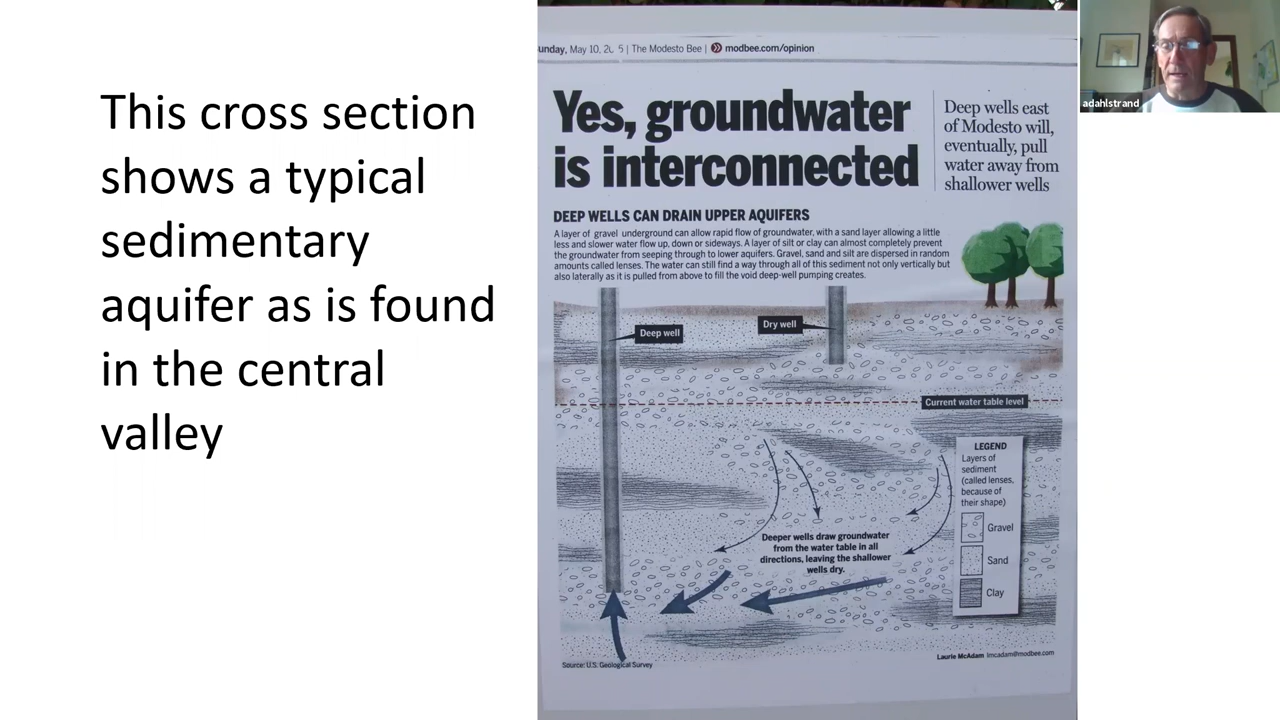 This cross section
shows a typical
sedimentary
aquifer as is found
in the central
valley
unday, May 10, 2 5 | The Modesto Bee | modbee.com/opinion
Yes, groundwater
is interconnected
Deep wells east
of Modesto will,
eventually, pull
water away from
shallower wells
DEEP WELLS CAN DRAIN UPPER AQUIFERS
A layer of gravel underground can allow rapid flow of groundwater, with a sand layer allowing a little
less and slower water flow up, down or sideways. A layer of silt or clay can almost completely prevent
the groundwater from seeping through to lower aquifers. Gravel, sand and silt are dispersed in random
amounts called lenses. The water can still find a way through all of this sediment not only vertically but
also laterally as it is pulled from above to fill the void deep-well pumping creates.
Deep well
Dry well
Current water table level
LEGEND
Layers of
sediment
(called lenses,
because of
their shape)
Gravel
Sand
Clay
Deeper wells draw groundwater
from the water table in all
directions, leaving the shallower
wells dry.
Source: U.S. Geological Survey
Laurie McAdam lmcadam@modbee.com
adahlstrand